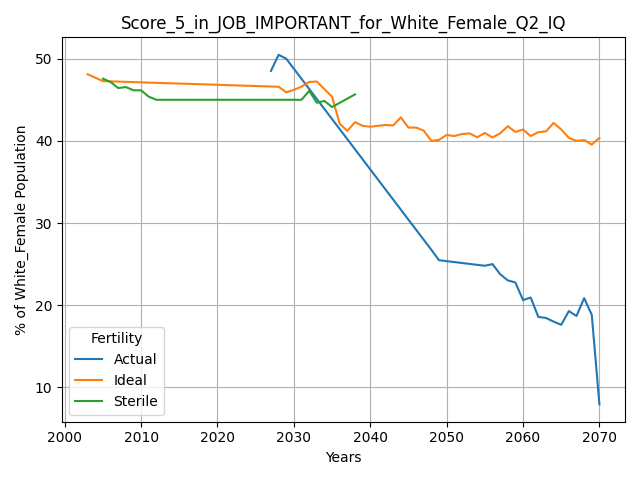 Score_5_in_JOB_IMPORTANT_for_White_Female_Q2_IQ
% of White_Female Population
50
40
30
20
10
Fertility
Actual
Ideal
Sterile
2000 2010 2020 2030 2040 2050 2060 2070
Years